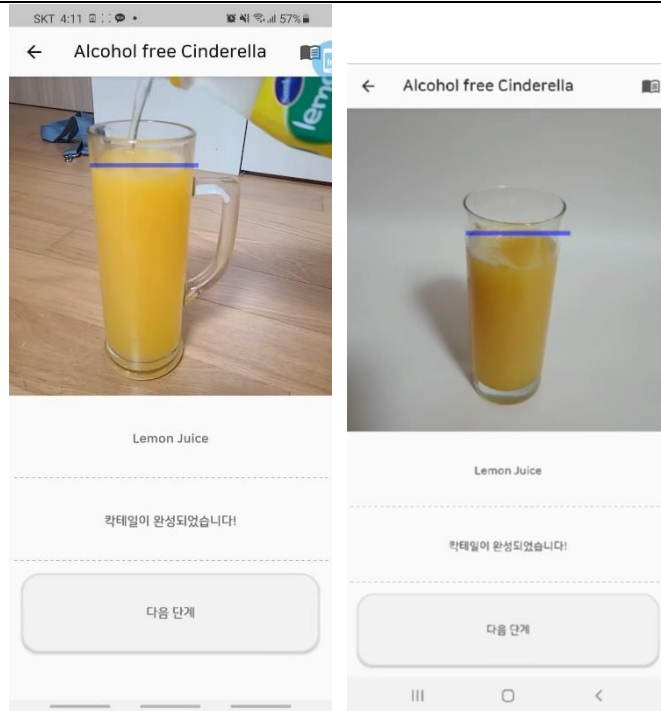 SKT 4:11 57%
Alcohol free Cinderella
lemo
Lemon Juice
칵테일이 완성되었습니다!
다음 단계
Alcohol free Cinderella
Lemon Juice
칵테일이 완성되었습니다!
다음 단계